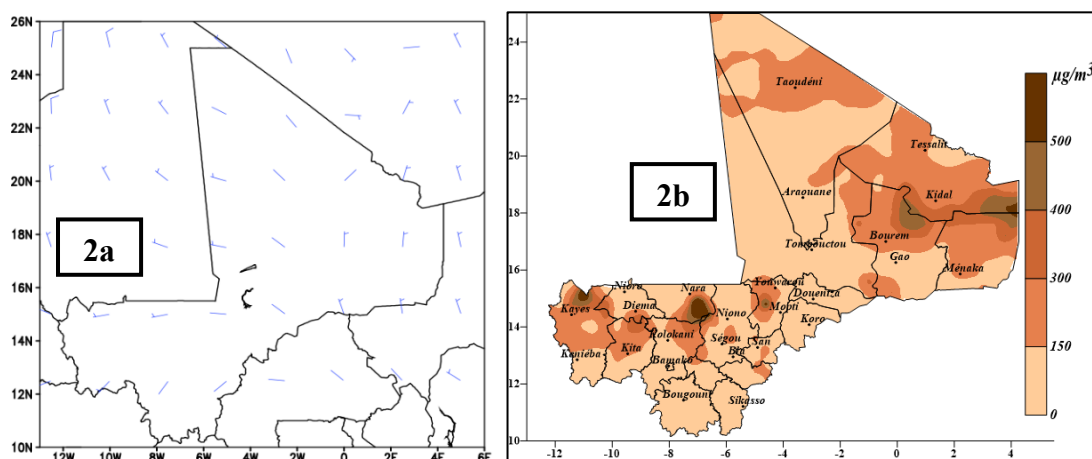 26N
24N
22N
20N
18N
16N
14N
12N
10N
12W 10W 8W 6W 4W 2W 0 2E 4E 6E
2a
2b
24
22
20
18
16
14
12
10
-12 -10 -8 -6 -4 -2 0 2 4
Taoudéni
Tessalit
Araouane
Kidal
Tombouctou
Bourem
Gao
Ménaka
Nioro
Nara
Youwarou
Douentza
Kayes
Diema
Niono
Mopti
Koro
Kolokani
Ségou
San
Kita
Bla
Keniéba
Bamako
Bougouni
Sikasso
µg/m³
500
400
300
150
0